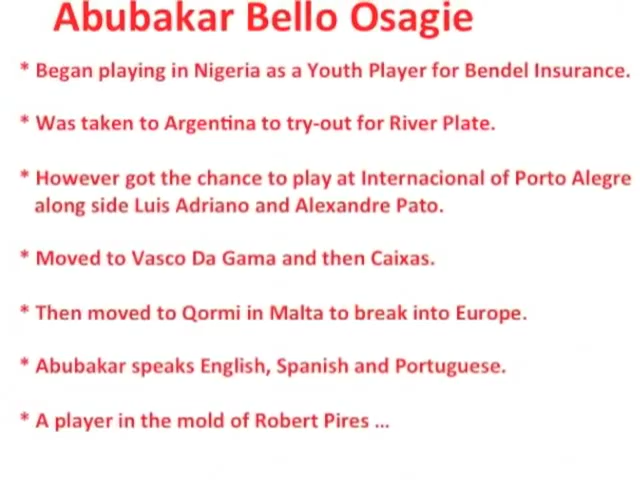 Abubakar Bello Osagie
* Began playing in Nigeria as a Youth Player for Bendel Insurance.
* Was taken to Argentina to try-out for River Plate.
* However got the chance to play at Internacional of Porto Alegre
along side Luis Adriano and Alexandre Pato.
* Moved to Vasco Da Gama and then Caixas.
* Then moved to Qormi in Malta to break into Europe.
* Abubakar speaks English, Spanish and Portuguese.
* A player in the mold of Robert Pires ...